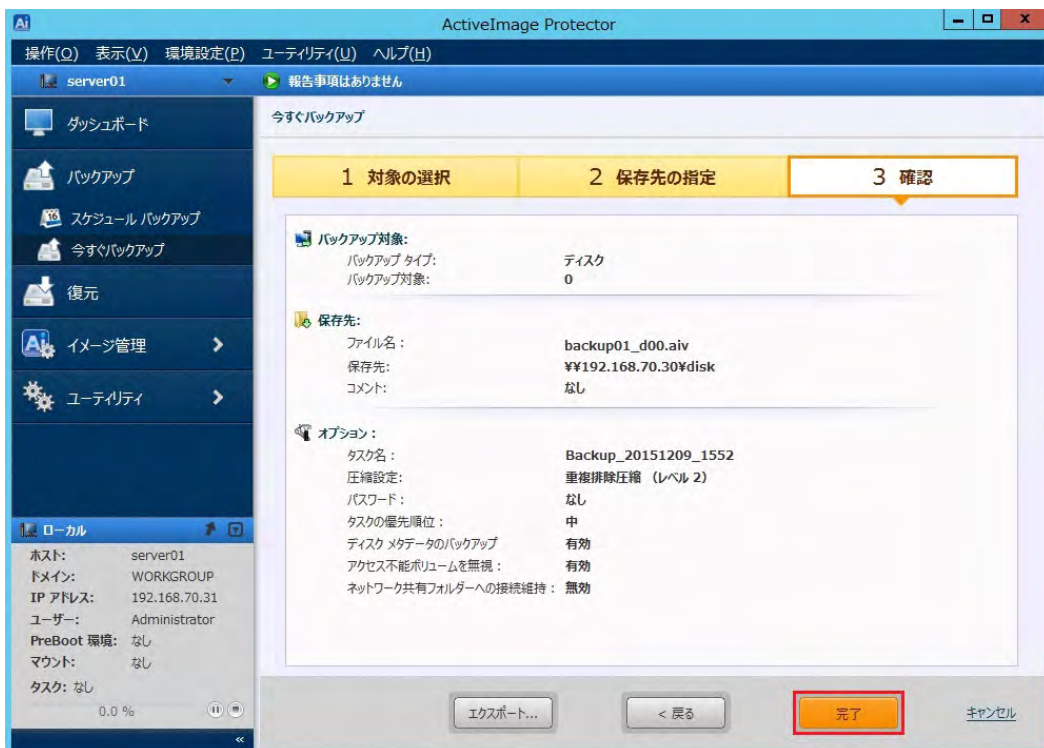 Ai
ActiveImage Protector
操作(O) 表示(V) 環境設定(P) ユーティリティ(U) ヘルプ(H)
server01
報告事項はありません
ダッシュボード
バックアップ
16 スケジュール バックアップ
今すぐバックアップ
復元
Ai イメージ管理
ユーティリティ
ローカル
ホスト: server01
ドメイン: WORKGROUP
IP アドレス: 192.168.70.31
ユーザー: Administrator
PreBoot 環境: なし
マウント: なし
タスク: なし
0.0 %
«
今すぐバックアップ
1 対象の選択
2 保存先の指定
3 確認
バックアップ対象:
バックアップ タイプ: ディスク
バックアップ対象: 0
保存先:
ファイル名: backup01_d00.aiv
保存先: ¥¥192.168.70.30¥disk
コメント: なし
オプション:
タスク名: Backup_20151209_1552
圧縮設定: 重複排除圧縮 (レベル 2)
パスワード: なし
タスクの優先順位: 中
ディスク メタデータのバックアップ 有効
アクセス不能ボリュームを無視: 有効
ネットワーク共有フォルダーへの接続維持: 無効
エクスポート...
< 戻る
完了
キャンセル